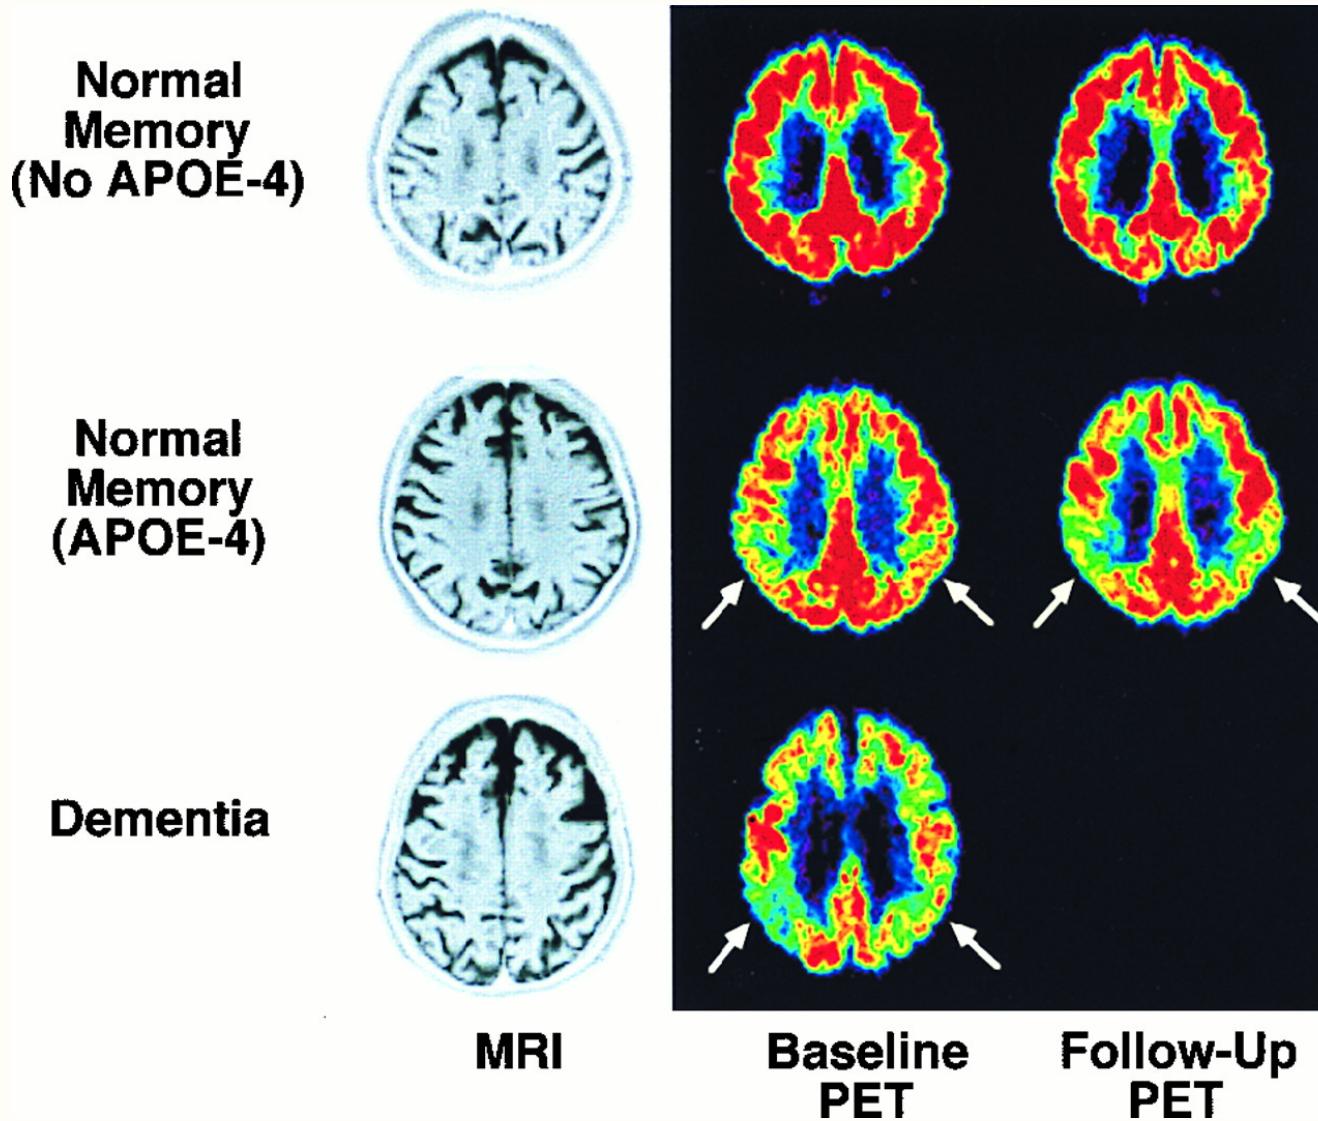 Normal
Memory
(No APOE-4)
Normal
Memory
(APOE-4)
Dementia
MRI
Baseline
PET
Follow-Up
PET